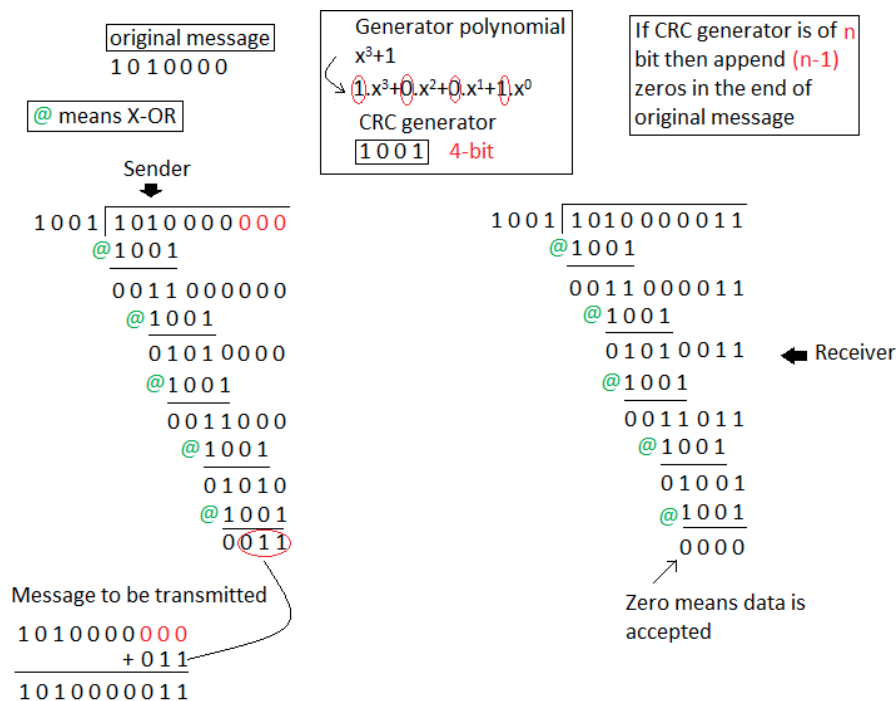 original message
1 0 1 0 0 0 0
@ means X-OR
Generator polynomial
x³+1
1.x³+0.x²+0.x¹+1.x⁰
CRC generator
1 0 0 1 4-bit
If CRC generator is of n
bit then append (n-1)
zeros in the end of
original message
Sender
1 0 0 1 1 0 1 0 0 0 0 0 0 0
@ 1 0 0 1
0 0 1 1 0 0 0 0 0 0
@ 1 0 0 1
0 1 0 1 0 0 0 0
@ 1 0 0 1
0 0 1 1 0 0 0
@ 1 0 0 1
0 1 0 1 0
@ 1 0 0 1
0 0 1 1
Message to be transmitted
1 0 1 0 0 0 0 0 0 0
+ 0 1 1
1 0 1 0 0 0 0 0 1 1
1 0 0 1 1 0 1 0 0 0 0 0 1 1
@ 1 0 0 1
0 0 1 1 0 0 0 0 1 1
@ 1 0 0 1
0 1 0 1 0 0 1 1
@ 1 0 0 1
0 0 1 1 0 1 1
@ 1 0 0 1
0 1 0 0 1
@ 1 0 0 1
0 0 0 0
Receiver
Zero means data is
accepted